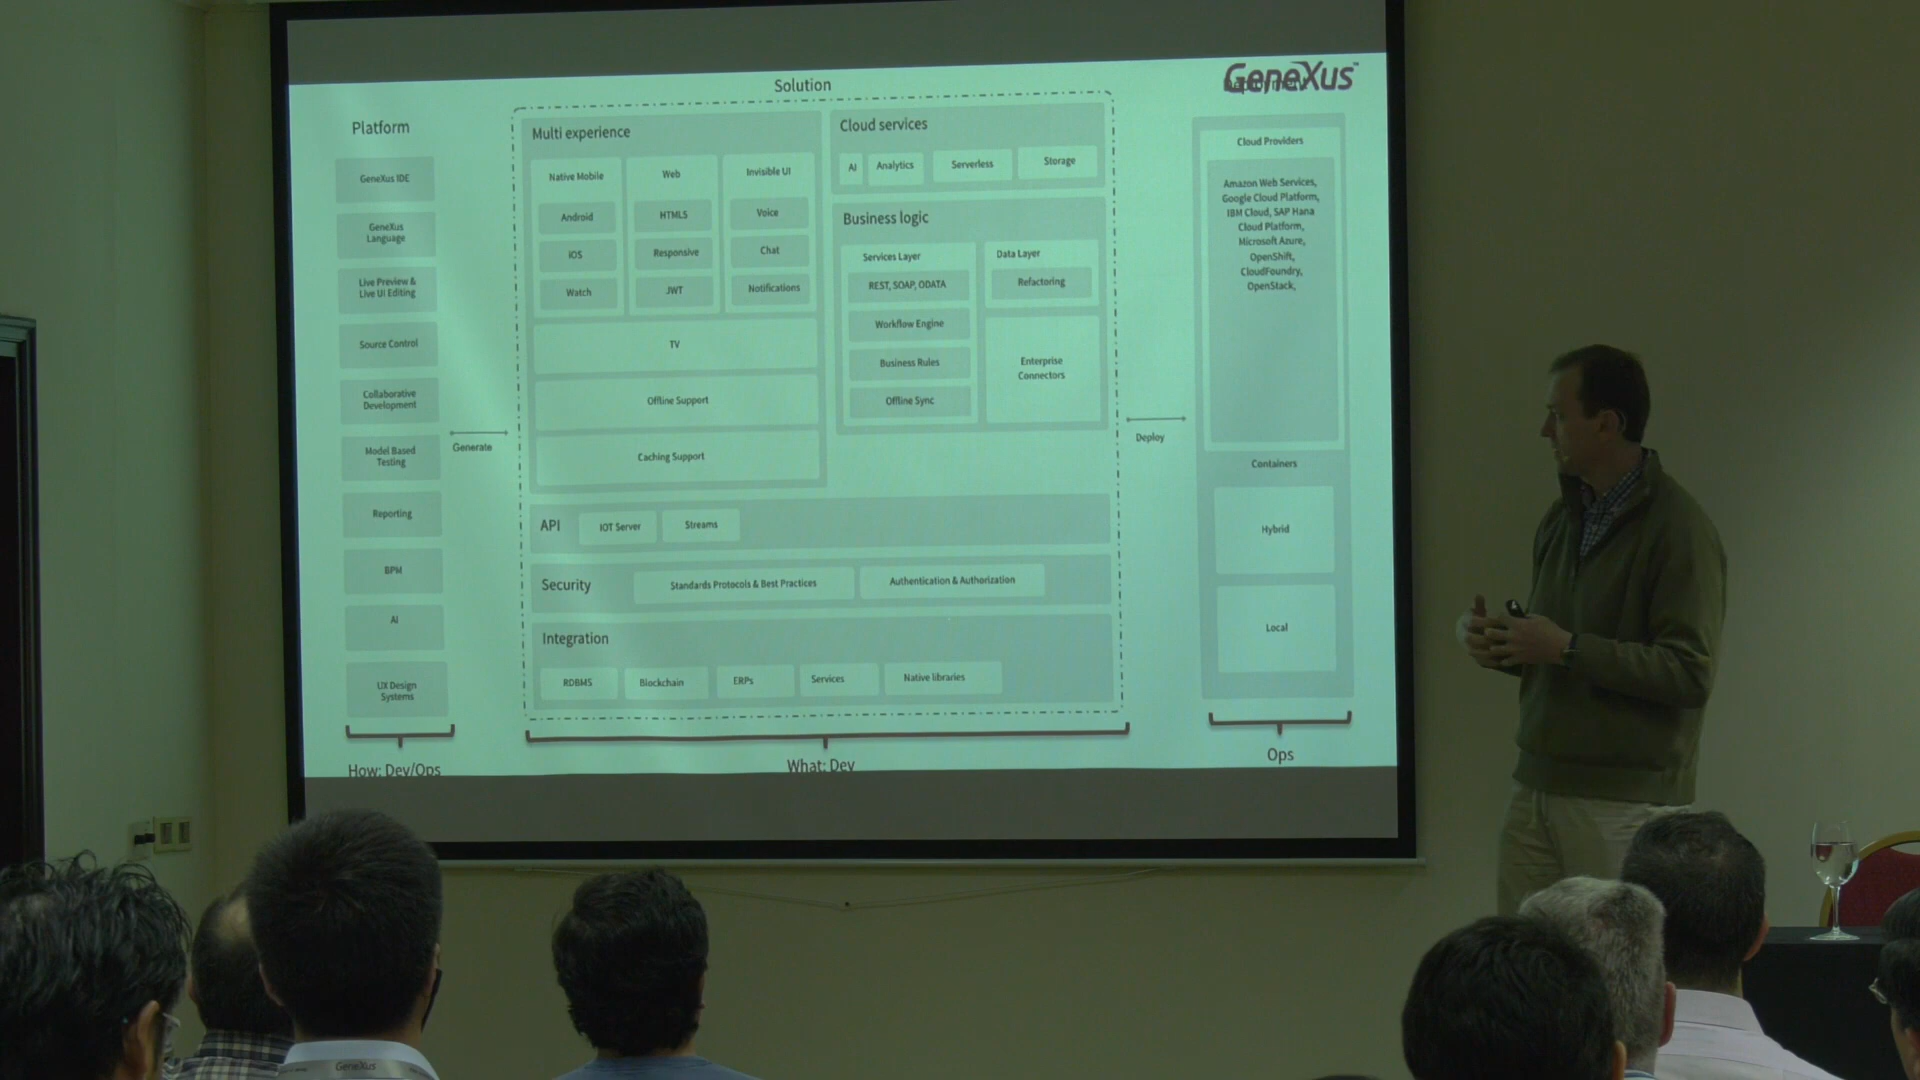 GeneXus™
Solution
Platform
GeneXus IDE
GeneXus
Language
Live Preview &
Live UI Editing
Source Control
Collaborative
Development
Model Based
Testing
Reporting
BPM
AI
UX Design
Systems
Generate
Multi experience
Native Mobile
Android
iOS
Watch
Web
HTML5
Responsive
JWT
Invisible UI
Voice
Chat
Notifications
TV
Offline Support
Caching Support
Cloud services
AI
Analytics
Serverless
Storage
Business logic
Services Layer
REST, SOAP, ODATA
Workflow Engine
Business Rules
Offline Sync
Data Layer
Refactoring
Enterprise
Connectors
API
IOT Server
Streams
Security
Standards Protocols & Best Practices
Authentication & Authorization
Integration
RDBMS
Blockchain
ERPs
Services
Native libraries
Deploy
Cloud Providers
Amazon Web Services,
Google Cloud Platform,
IBM Cloud, SAP Hana
Cloud Platform,
Microsoft Azure,
OpenShift,
CloudFoundry,
OpenStack,
Containers
Hybrid
Local
How: Dev/Ops
What: Dev
Ops
GeneXus